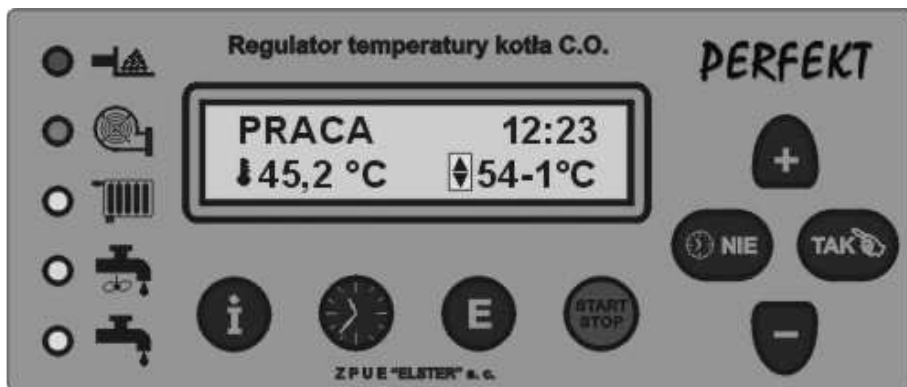 Regulator temperatury kotła C.O.
PERFEKT
PRACA 12:23
45,2 °C 54-1°C
+
NIE TAK
i
E
START
STOP
-
Z P U E "ELSTER" s. c.